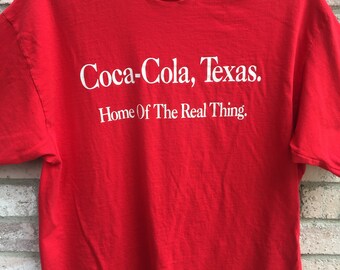 Coca-Cola, Texas.
Home Of The Real Thing.